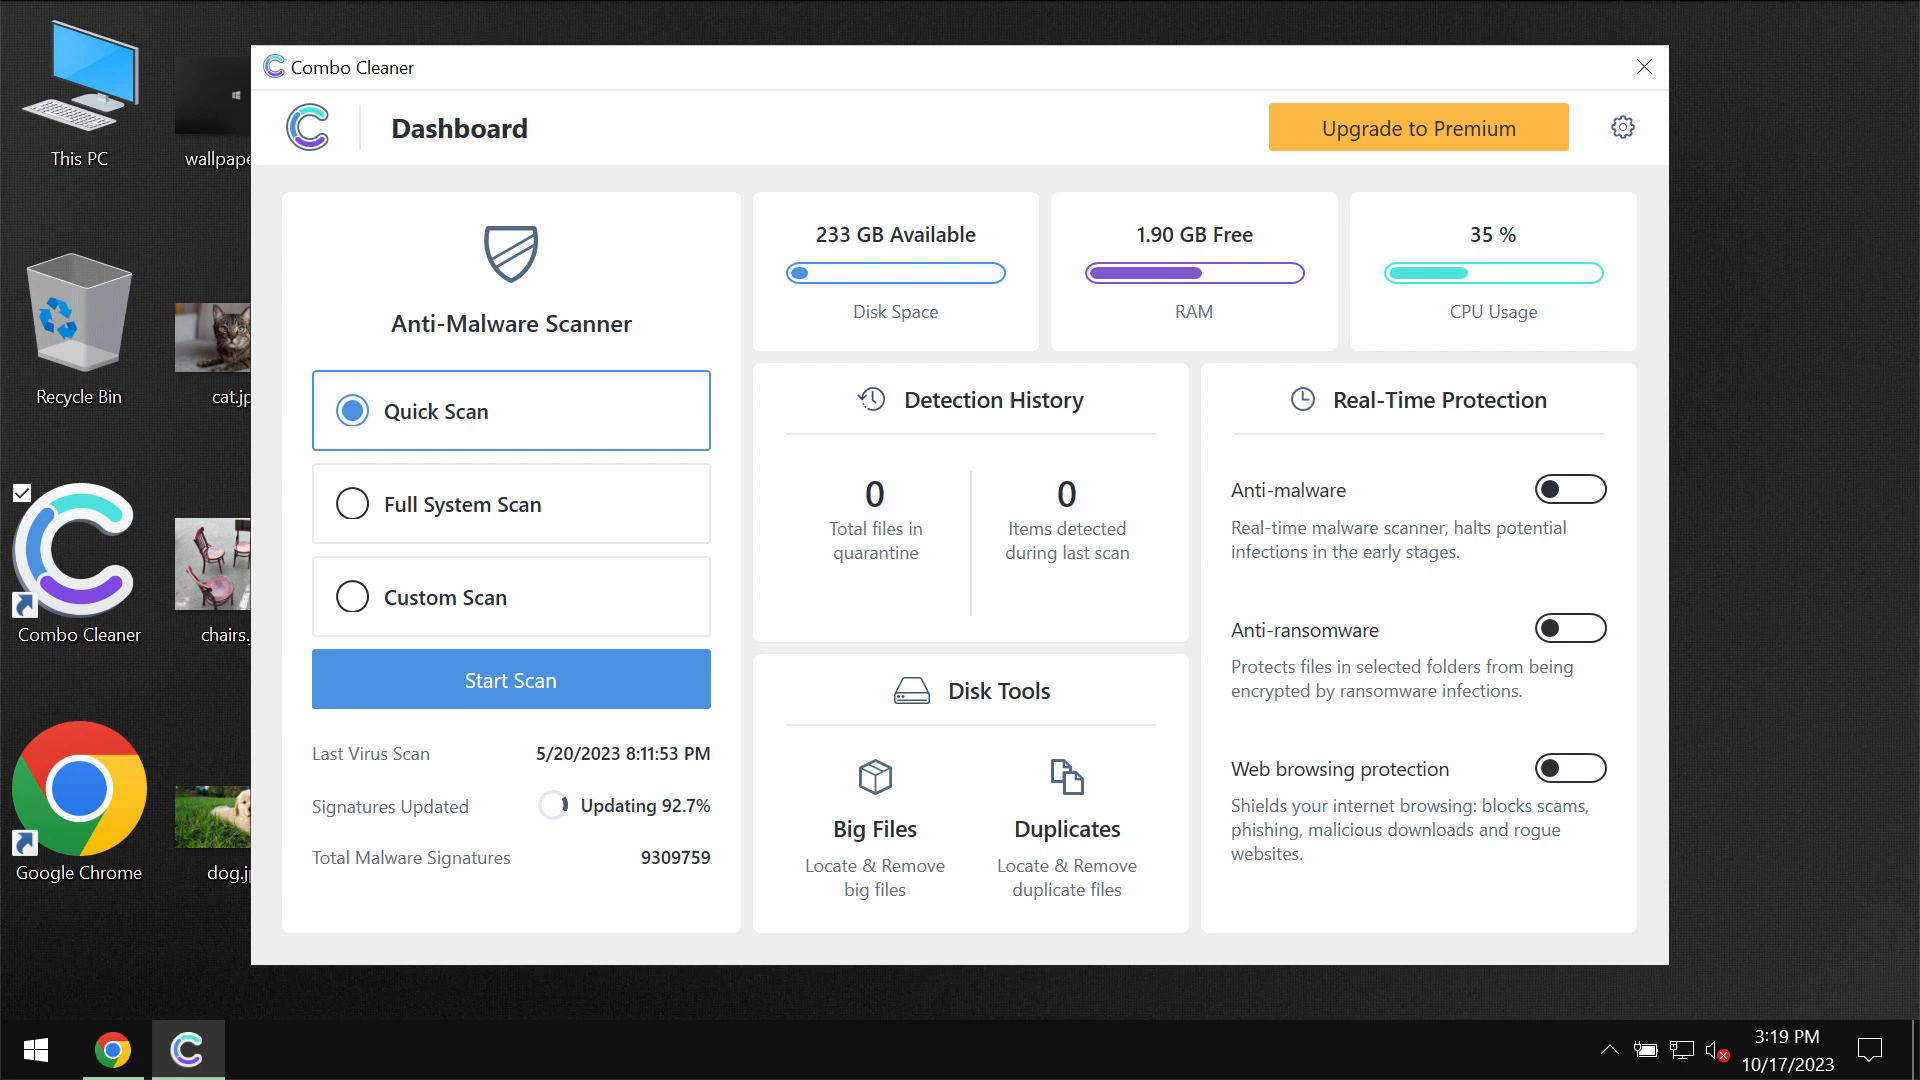 This PC
wallpape
Recycle Bin
cat.jp
Combo Cleaner
chairs.
Google Chrome
dog.j
Combo Cleaner
Dashboard
Upgrade to Premium
Anti-Malware Scanner
Quick Scan
Full System Scan
Custom Scan
Start Scan
Last Virus Scan 5/20/2023 8:11:53 PM
Signatures Updated Updating 92.7%
Total Malware Signatures 9309759
233 GB Available
Disk Space
1.90 GB Free
RAM
35 %
CPU Usage
Detection History
0
Total files in
quarantine
0
Items detected
during last scan
Disk Tools
Big Files
Locate & Remove
big files
Duplicates
Locate & Remove
duplicate files
Real-Time Protection
Anti-malware
Real-time malware scanner, halts potential
infections in the early stages.
Anti-ransomware
Protects files in selected folders from being
encrypted by ransomware infections.
Web browsing protection
Shields your internet browsing: blocks scams,
phishing, malicious downloads and rogue
websites.
3:19 PM
10/17/2023